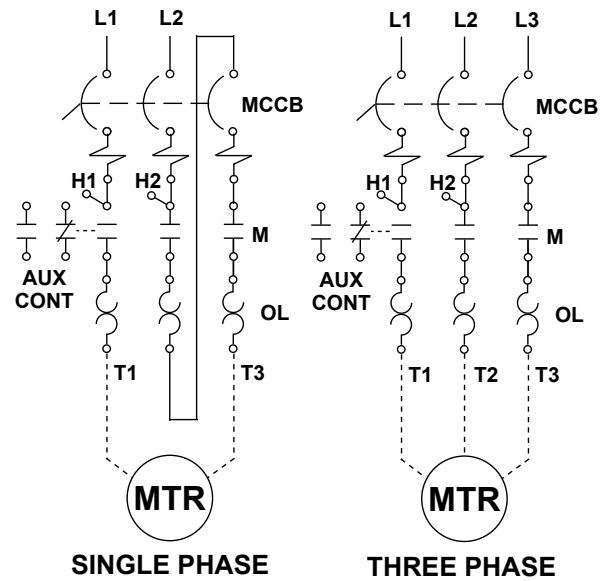 L1 L2
MCCB
H1 H2
M
AUX
CONT
OL
T1 T3
MTR
SINGLE PHASE
L1 L2 L3
MCCB
H1 H2
M
AUX
CONT
OL
T1 T2 T3
MTR
THREE PHASE